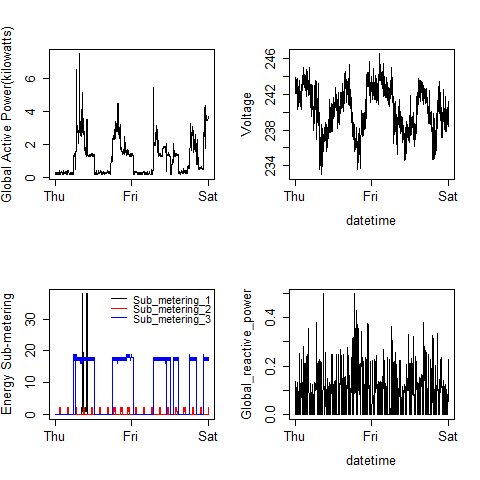 Global Active Power(kilowatts)
0 2 4 6
Thu Fri Sat
Voltage
234 238 242 246
Thu Fri Sat
datetime
Energy Sub-metering
0 10 20 30
Sub_metering_1
Sub_metering_2
Sub_metering_3
Thu Fri Sat
Global_reactive_power
0.0 0.2 0.4
Thu Fri Sat
datetime